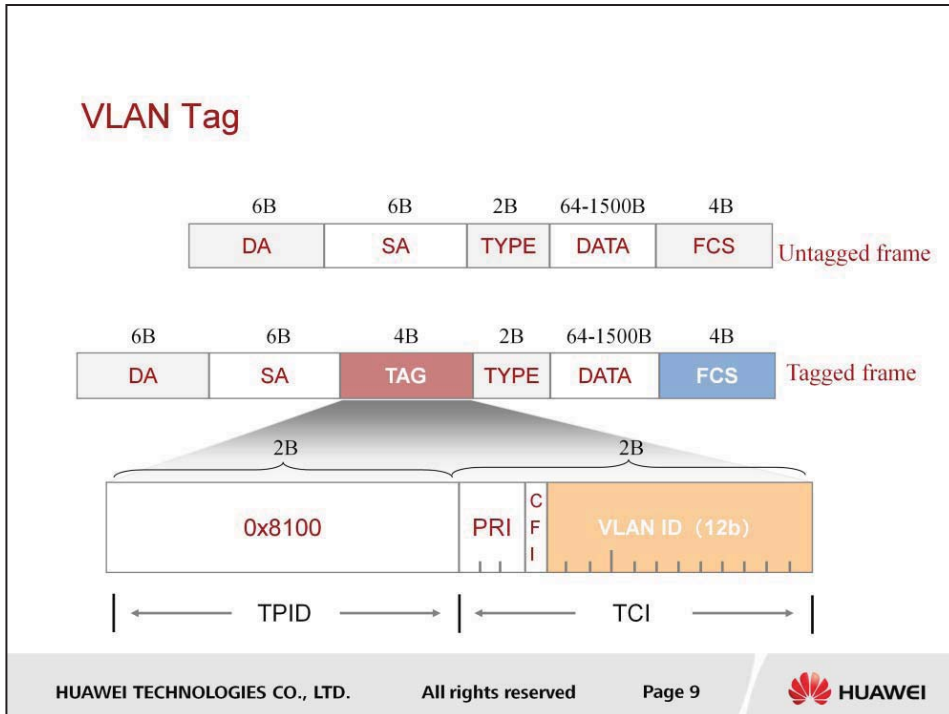 VLAN Tag
6B 6B 2B 64-1500B 4B
DA SA TYPE DATA FCS Untagged frame
6B 6B 4B 2B 64-1500B 4B
DA SA TAG TYPE DATA FCS Tagged frame
2B 2B
0x8100 PRI CFI VLAN ID (12b)
TPID TCI
HUAWEI TECHNOLOGIES CO., LTD. All rights reserved Page 9 HUAWEI